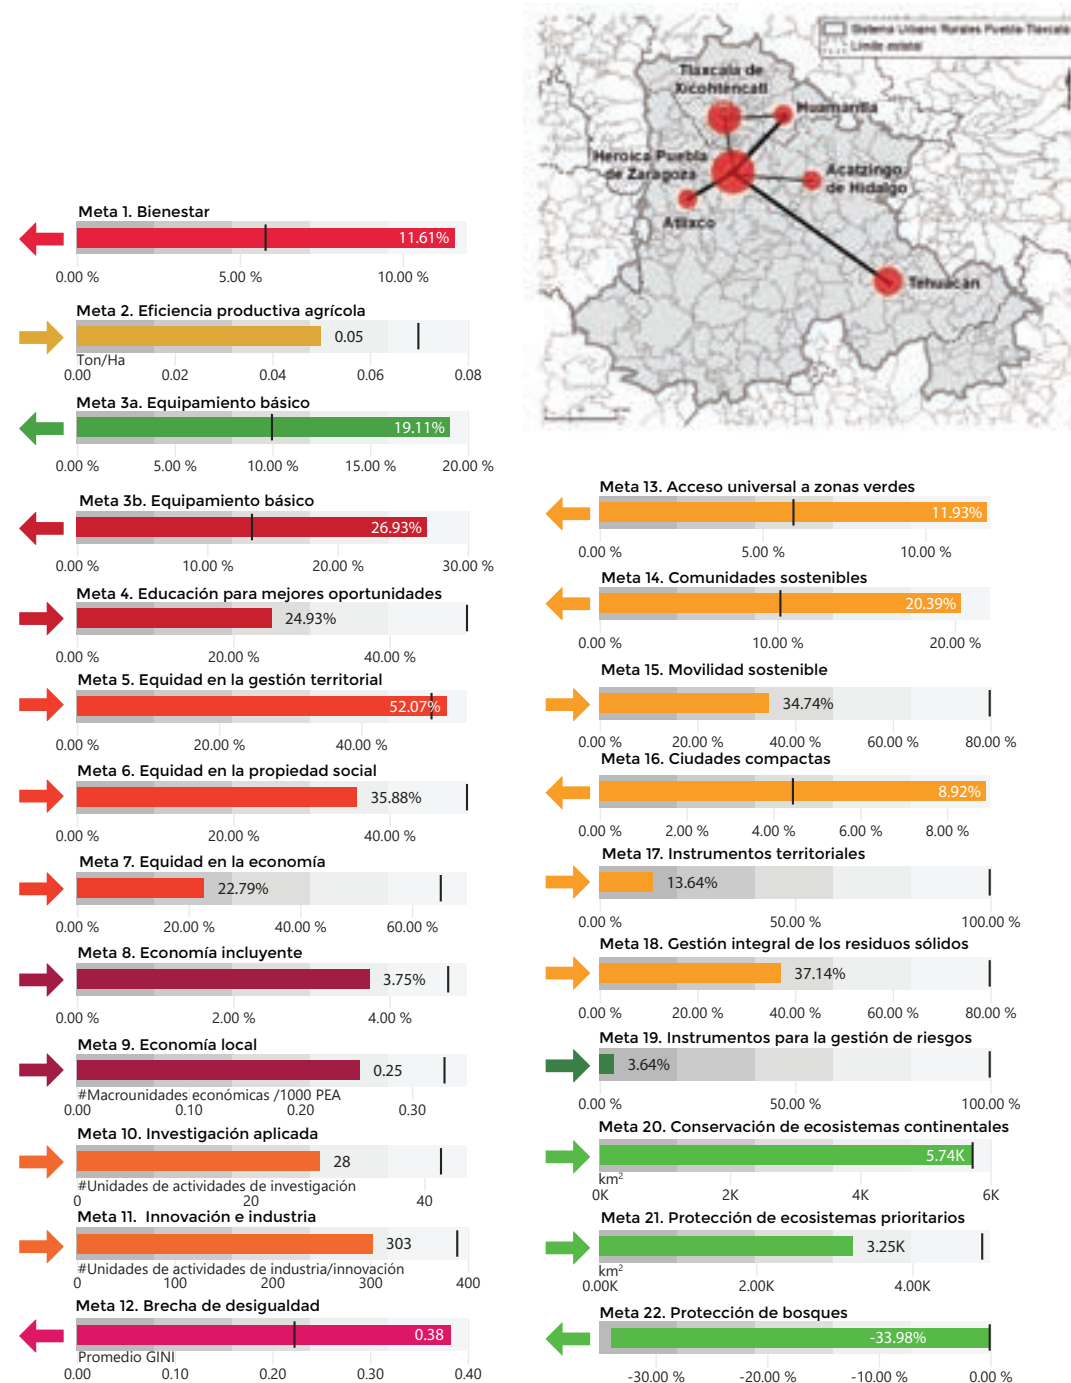 Sistema Urbano Rurales Puebla-Tlaxcala
Límite estatal
Tlaxcala de
Xicohténcatl
Huamantla
Heroica Puebla
de Zaragoza
Acatzingo
de Hidalgo
Atlixco
Tehuacán
Meta 1. Bienestar
11.61%
0.00 % 5.00 % 10.00 %
Meta 2. Eficiencia productiva agrícola
0.05
Ton/Ha
0.00 0.02 0.04 0.06 0.08
Meta 3a. Equipamiento básico
19.11%
0.00 % 5.00 % 10.00 % 15.00 % 20.00 %
Meta 3b. Equipamiento básico
26.93%
0.00 % 10.00 % 20.00 % 30.00 %
Meta 4. Educación para mejores oportunidades
24.93%
0.00 % 20.00 % 40.00 %
Meta 5. Equidad en la gestión territorial
52.07%
0.00 % 20.00 % 40.00 %
Meta 6. Equidad en la propiedad social
35.88%
0.00 % 20.00 % 40.00 %
Meta 7. Equidad en la economía
22.79%
0.00 % 20.00 % 40.00 % 60.00 %
Meta 8. Economía incluyente
3.75%
0.00 % 2.00 % 4.00 %
Meta 9. Economía local
0.25
#Macrounidades económicas /1000 PEA
0.00 0.10 0.20 0.30
Meta 10. Investigación aplicada
28
#Unidades de actividades de investigación
0 20 40
Meta 11. Innovación e industria
303
#Unidades de actividades de industria/innovación
0 100 200 300 400
Meta 12. Brecha de desigualdad
0.38
Promedio GINI
0.00 0.10 0.20 0.30 0.40
Meta 13. Acceso universal a zonas verdes
11.93%
0.00 % 5.00 % 10.00 %
Meta 14. Comunidades sostenibles
20.39%
0.00 % 10.00 % 20.00 %
Meta 15. Movilidad sostenible
34.74%
0.00 % 20.00 % 40.00 % 60.00 % 80.00 %
Meta 16. Ciudades compactas
8.92%
0.00 % 2.00 % 4.00 % 6.00 % 8.00 %
Meta 17. Instrumentos territoriales
13.64%
0.00 % 50.00 % 100.00 %
Meta 18. Gestión integral de los residuos sólidos
37.14%
0.00 % 20.00 % 40.00 % 60.00 % 80.00 %
Meta 19. Instrumentos para la gestión de riesgos
3.64%
0.00 % 50.00 % 100.00 %
Meta 20. Conservación de ecosistemas continentales
5.74K
km²
0K 2K 4K 6K
Meta 21. Protección de ecosistemas prioritarios
3.25K
km²
0.00K 2.00K 4.00K
Meta 22. Protección de bosques
-33.98%
-30.00 % -20.00 % -10.00 % 0.00 %